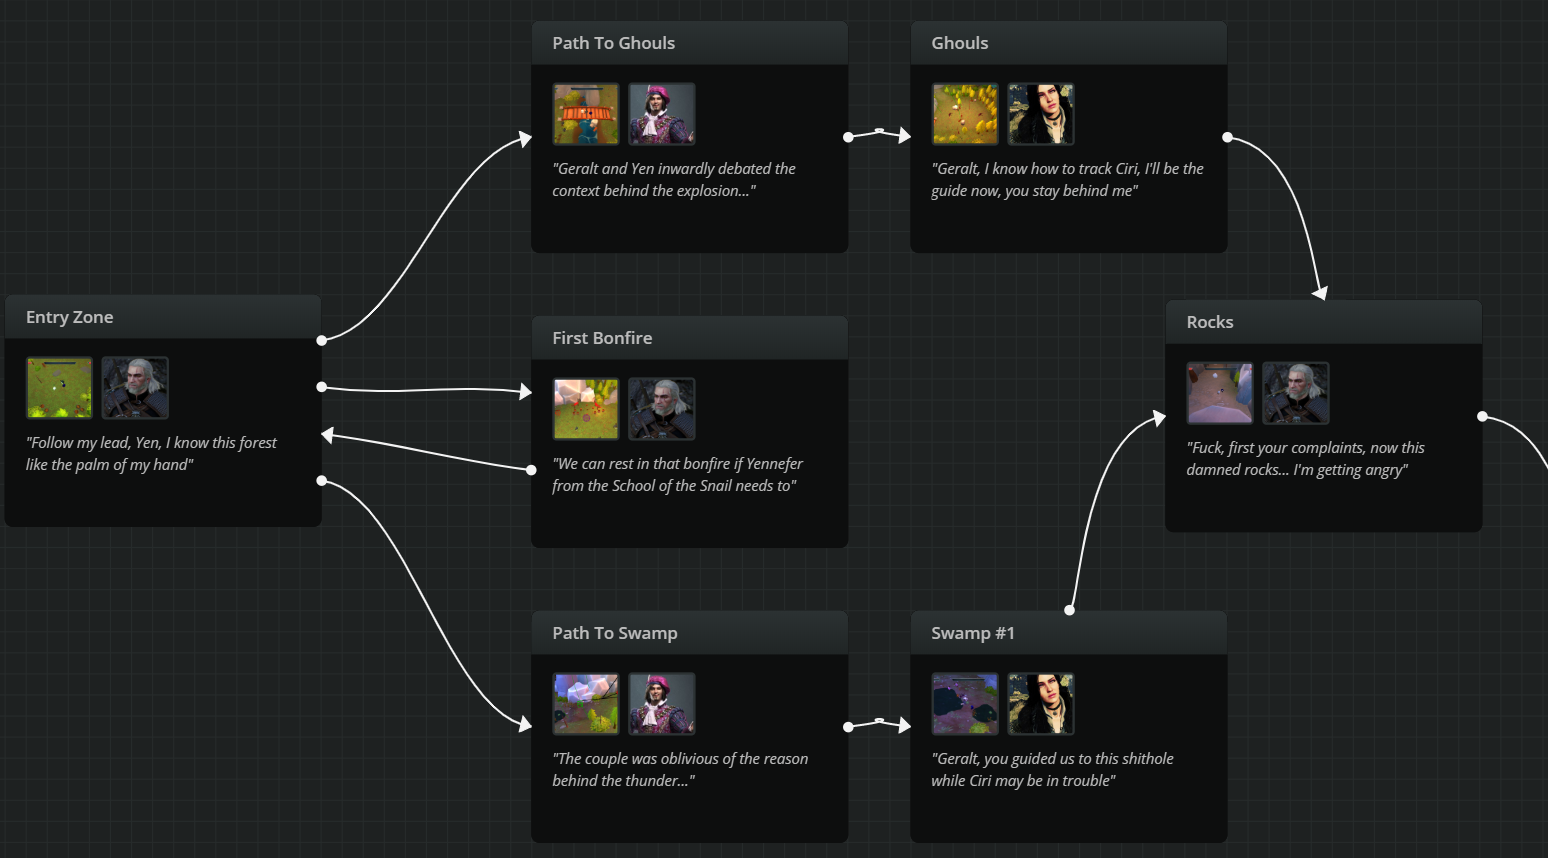 Path To Ghouls
"Geralt and Yen inwardly debated the
context behind the explosion..."
Ghouls
"Geralt, I know how to track Ciri, I'll be the
guide now, you stay behind me"
Entry Zone
"Follow my lead, Yen, I know this forest
like the palm of my hand"
First Bonfire
"We can rest in that bonfire if Yennefer
from the School of the Snail needs to"
Rocks
"Fuck, first your complaints, now this
damned rocks... I'm getting angry"
Path To Swamp
"The couple was oblivious of the reason
behind the thunder..."
Swamp #1
"Geralt, you guided us to this shithole
while Ciri may be in trouble"